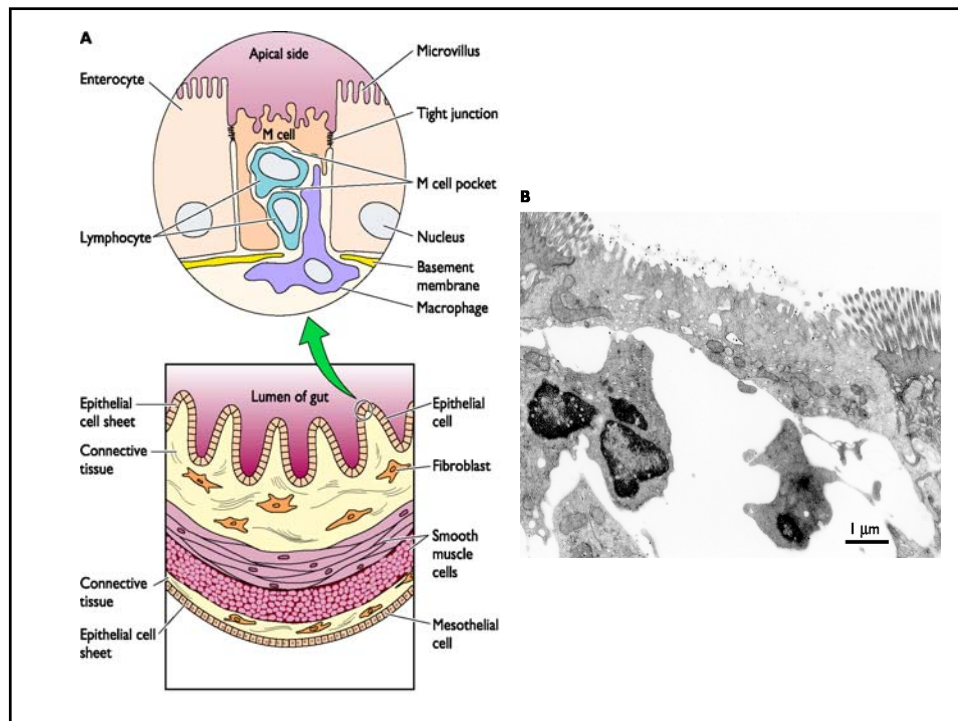 A
Apical side
Microvillus
Enterocyte
Tight junction
M cell
M cell pocket
Lymphocyte
Nucleus
Basement
membrane
Macrophage
B
1 µm
Lumen of gut
Epithelial
cell sheet
Epithelial
cell
Connective
tissue
Fibroblast
Smooth
muscle
cells
Connective
tissue
Epithelial cell
sheet
Mesothelial
cell